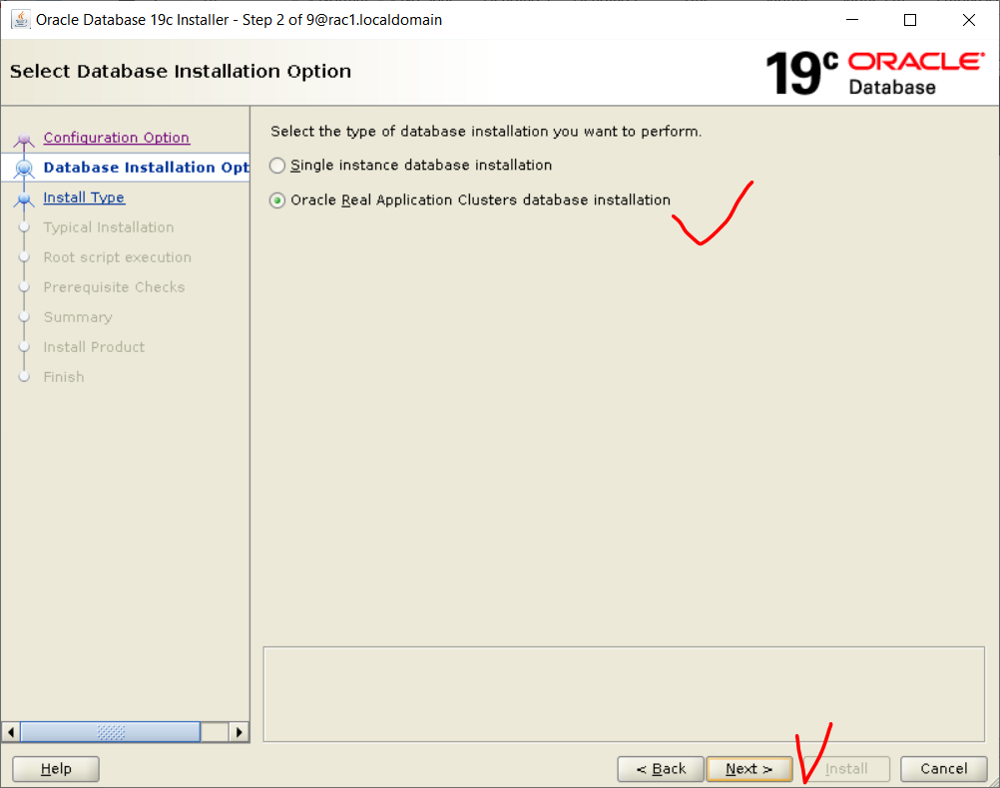 Oracle Database 19c Installer - Step 2 of 9@rac1.localdomain
Select Database Installation Option
19c ORACLE
Database
Configuration Option
Database Installation Opt
Install Type
Typical Installation
Root script execution
Prerequisite Checks
Summary
Install Product
Finish
Select the type of database installation you want to perform.
Single instance database installation
Oracle Real Application Clusters database installation
Help
< Back
Next >
Install
Cancel